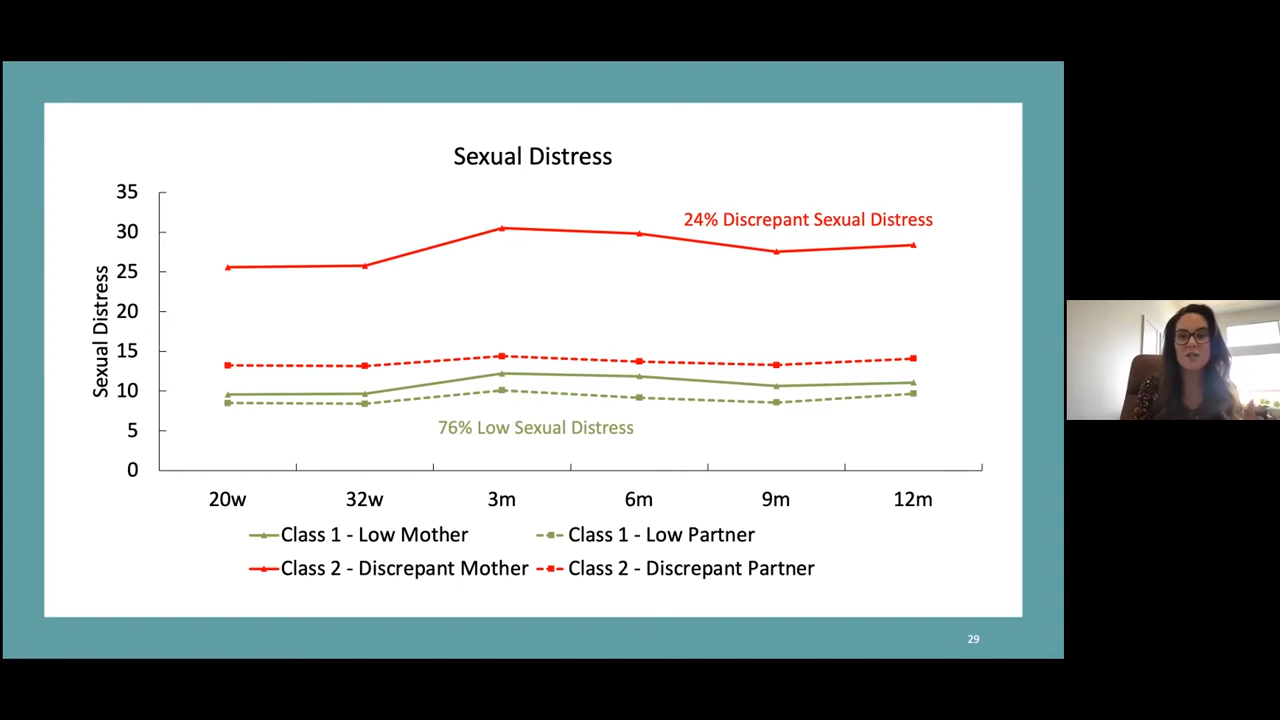 Sexual Distress
35
30
25
20
15
10
5
0
Sexual Distress
24% Discrepant Sexual Distress
76% Low Sexual Distress
20w 32w 3m 6m 9m 12m
Class 1 - Low Mother Class 1 - Low Partner
Class 2 - Discrepant Mother Class 2 - Discrepant Partner
29